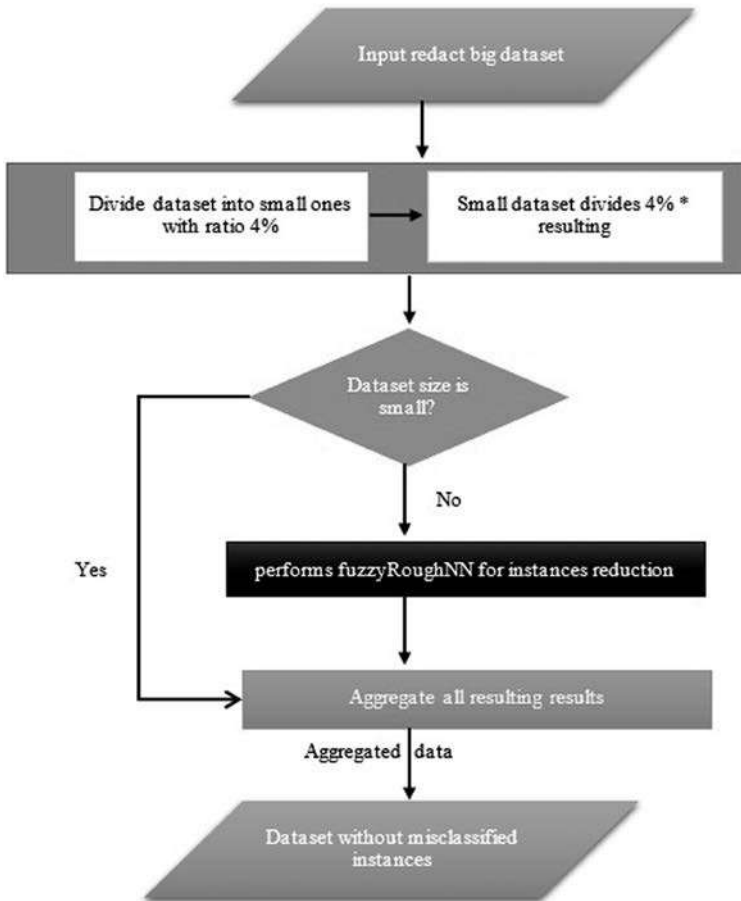 Input redact big dataset
Divide dataset into small ones
with ratio 4%
Small dataset divides 4% *
resulting
Dataset size is
small?
No
Yes
performs fuzzyRoughNN for instances reduction
Aggregate all resulting results
Aggregated data
Dataset without misclassified
instances